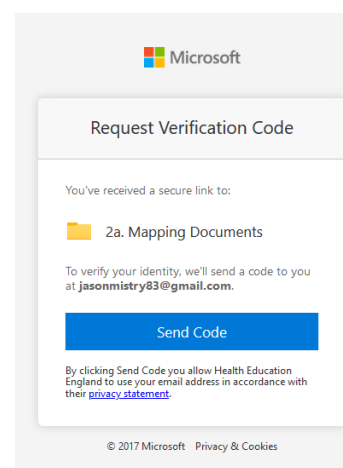 Microsoft
Request Verification Code
You've received a secure link to:
2a. Mapping Documents
To verify your identity, we'll send a code to you
at jasonmistry83@gmail.com.
Send Code
By clicking Send Code you allow Health Education
England to use your email address in accordance with
their privacy statement.
© 2017 Microsoft Privacy & Cookies